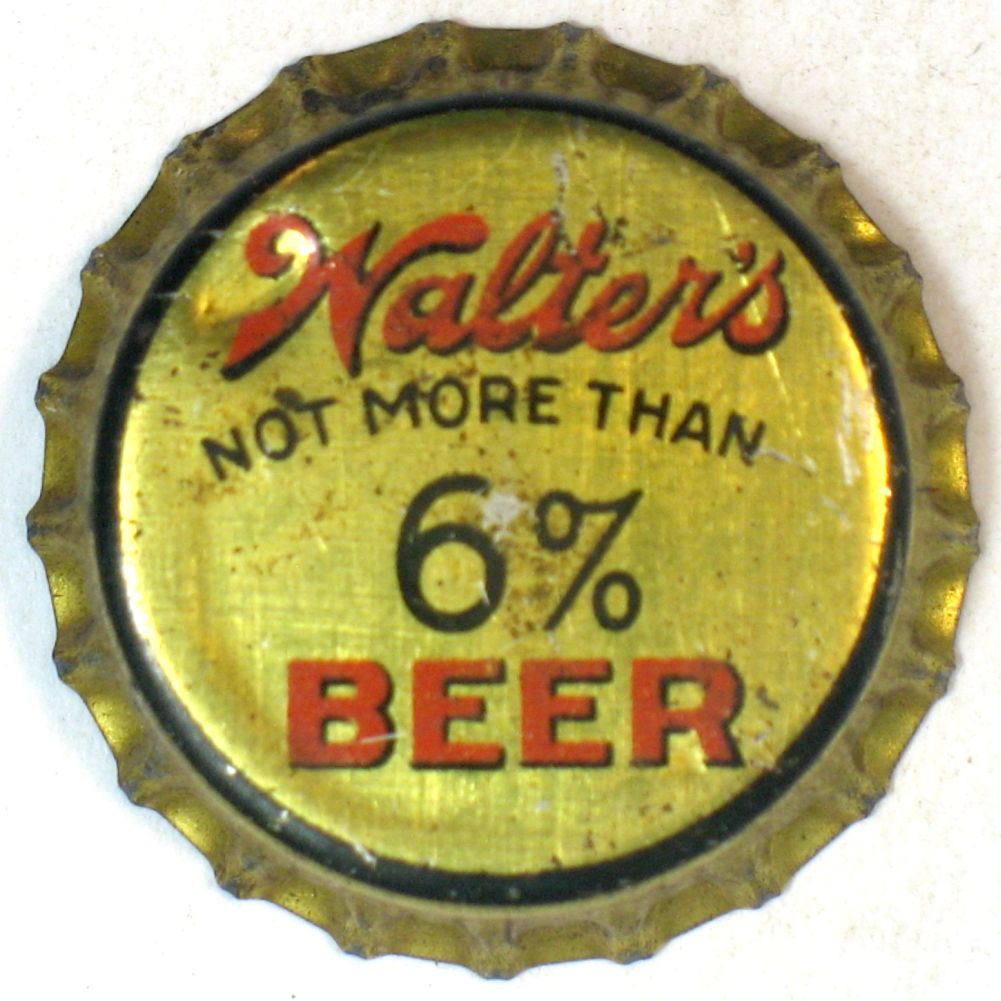 Walter's
NOT MORE THAN
6%
BEER